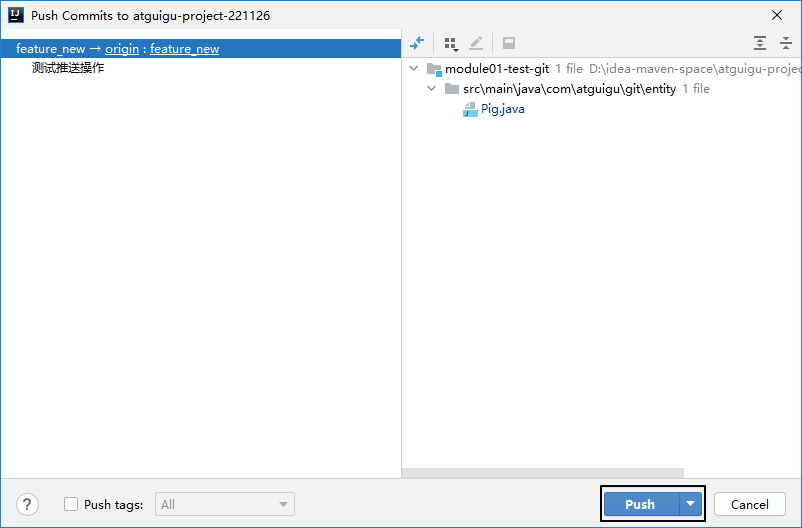 Push Commits to atguigu-project-221126
feature_new → origin : feature_new
测试推送操作
module01-test-git 1 file D:\idea-maven-space\atguigu-projec
src\main\java\com\atguigu\git\entity 1 file
Pig.java
? Push tags: All Push Cancel